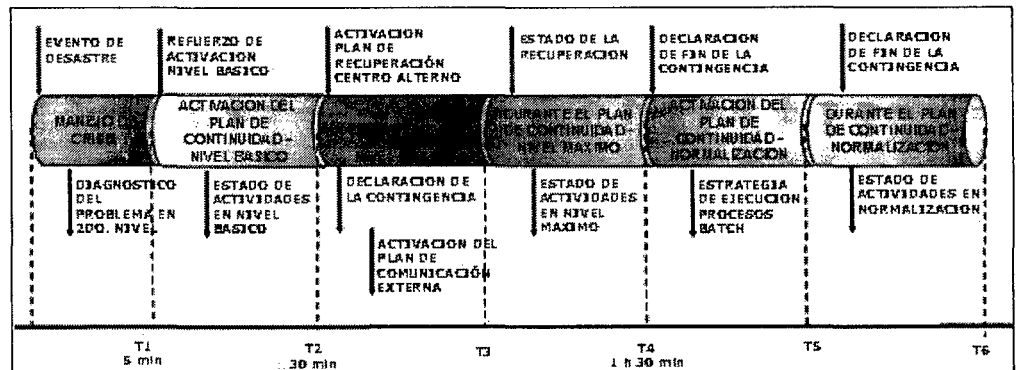 EVENTO DE
DESASTRE
REFUERZO DE
ACTIVACION
NIVEL BASICO
ACTIVACION
PLAN DE
RECUPERACIÓN
CENTRO ALTERNO
ESTADO DE LA
RECUPERACION
DECLARACION
DE FIN DE LA
CONTINGENCIA
DECLARACION
DE FIN DE LA
CONTINGENCIA
MANEJO DE
CRISIS
ACTIVACION DEL
PLAN DE
CONTINUIDAD-
NIVEL BASICO
DURANTE EL PLAN
DE CONTINUIDAD-
NIVEL MAXIMO
ACTIVACION DEL
PLAN DE
CONTINUIDAD-
NORMALIZACION
DURANTE EL PLAN
DE CONTINUIDAD-
NORMALIZACION
DIAGNOSTICO
DEL
PROBLEMA EN
2DO. NIVEL
ESTADO DE
ACTIVIDADES
EN NIVEL
BASICO
DECLARACION DE
LA CONTINGENCIA
ACTIVACION DEL
PLAN DE
COMUNICACIÓN
EXTERNA
ESTADO DE
ACTIVIDADES
EN NIVEL
MAXIMO
ESTRATEGIA
DE EJECUCION
PROCESOS
BATCH
ESTADO DE
ACTIVIDADES EN
NORMALIZACION
T1
5 min
T2
30 min
T3
T4
1 h 30 min
T5
T6